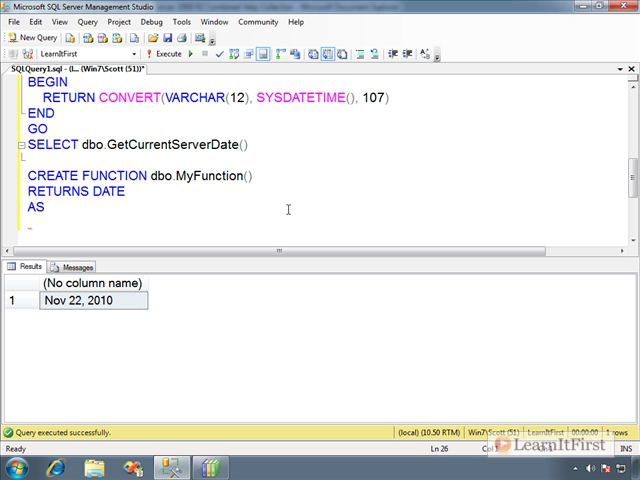 Microsoft SQL Server Management Studio
File Edit View Query Project Debug Tools Window Community Help
New Query
LearnItFirst Execute
SQLQuery1.sql - (l... (Win7\Scott (51))*
BEGIN
RETURN CONVERT(VARCHAR(12), SYSDATETIME(), 107)
END
GO
SELECT dbo.GetCurrentServerDate()
CREATE FUNCTION dbo.MyFunction()
RETURNS DATE
AS
Results Messages
(No column name)
1 Nov 22, 2010
Query executed successfully. (local) (10.50 RTM) Win7\Scott (51) LearnItFirst 00:00:00 1 rows
Ready Ln 26 INS
LearnItFirst